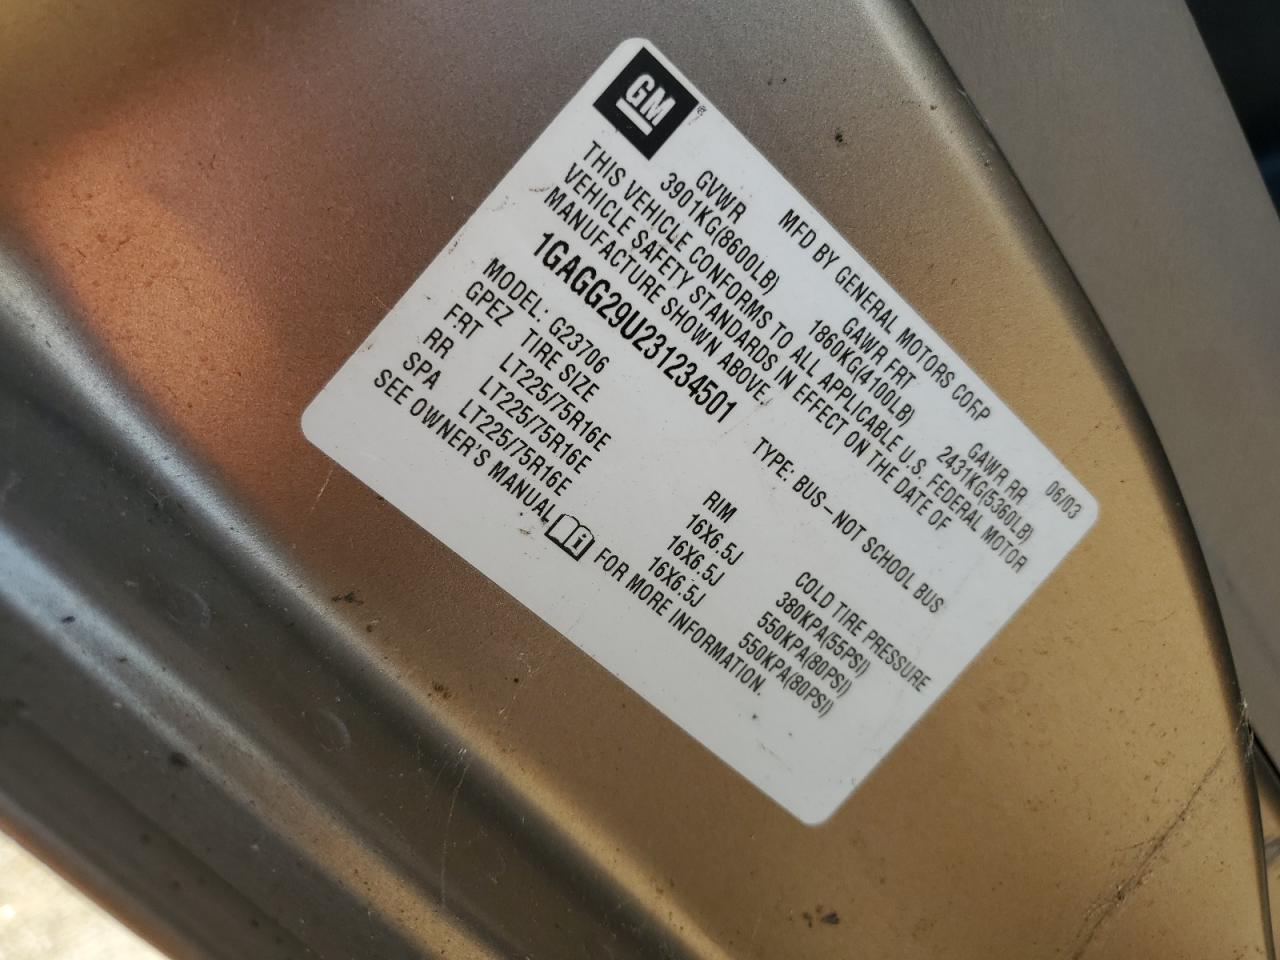 GM
MFD BY GENERAL MOTORS CORP 06/03
GVWR GAWR FRT GAWR RR
3901KG(8600LB) 1860KG(4100LB) 2431KG(5360LB)
THIS VEHICLE CONFORMS TO ALL APPLICABLE U.S. FEDERAL MOTOR
VEHICLE SAFETY STANDARDS IN EFFECT ON THE DATE OF
MANUFACTURE SHOWN ABOVE.
1GAGG29U231234501 TYPE: BUS-NOT SCHOOL BUS
MODEL: G23706
GPEZ TIRE SIZE RIM COLD TIRE PRESSURE
FRT LT225/75R16E 16X6.5J 380KPA(55PSI)
RR LT225/75R16E 16X6.5J 550KPA(80PSI)
SPA LT225/75R16E 16X6.5J 550KPA(80PSI)
SEE OWNER'S MANUAL FOR MORE INFORMATION.